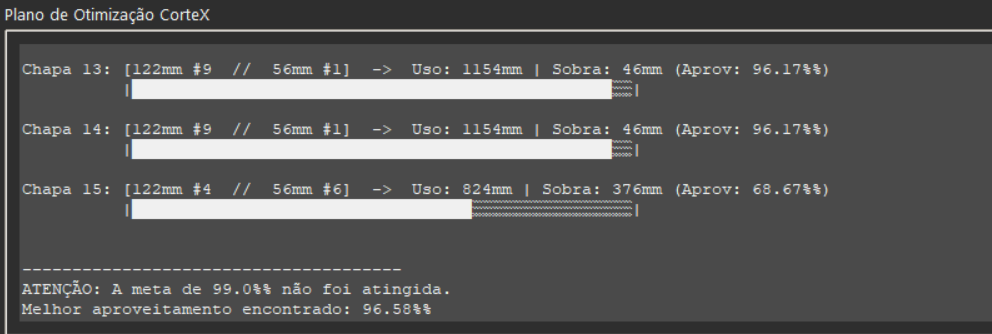 Plano de Otimização CorteX
Chapa 13: [122mm #9  //  56mm #1]  ->  Uso: 1154mm | Sobra: 46mm (Aprov: 96.17%%)
Chapa 14: [122mm #9  //  56mm #1]  ->  Uso: 1154mm | Sobra: 46mm (Aprov: 96.17%%)
Chapa 15: [122mm #4  //  56mm #6]  ->  Uso: 824mm | Sobra: 376mm (Aprov: 68.67%%)
--------------------------------------
ATENÇÃO: A meta de 99.0%% não foi atingida.
Melhor aproveitamento encontrado: 96.58%%